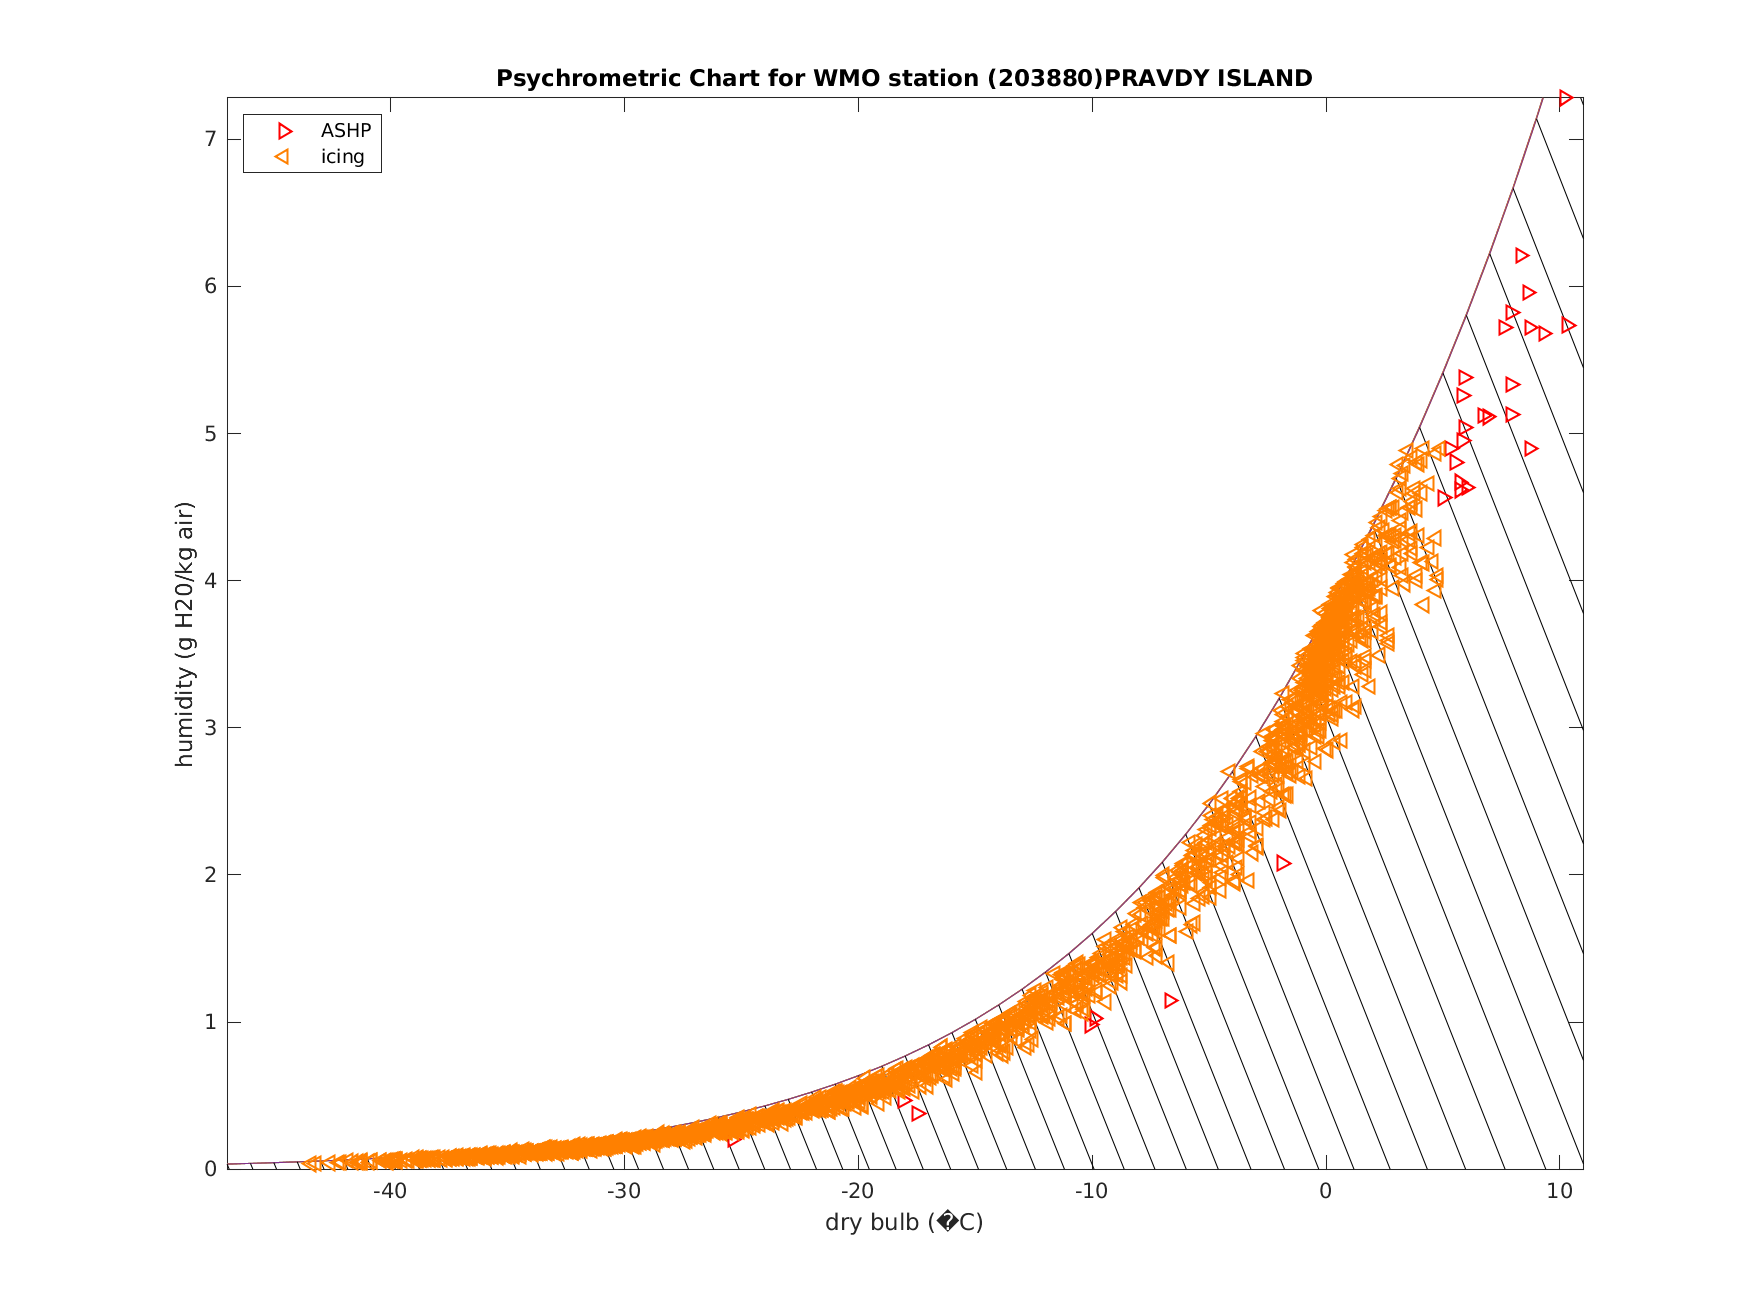 Psychrometric Chart for WMO station (203880)PRAVDY ISLAND
ASHP
icing
7
6
5
4
3
2
1
0
humidity (g H20/kg air)
-40 -30 -20 -10 0 10
dry bulb (�C)